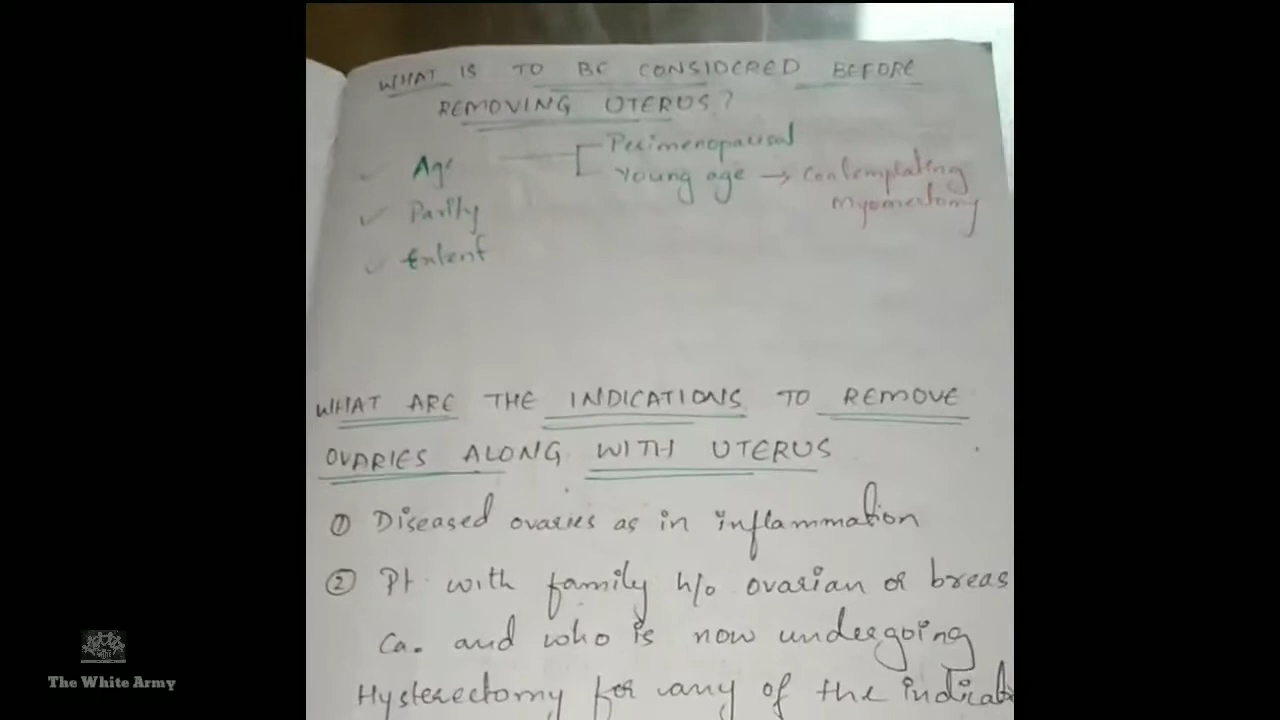 WHAT IS TO BE CONSIDERED BEFORE
REMOVING UTERUS?
Age
Perimenopausal
Young age → Contemplating
Myomectomy
✓ Parity
✓ Extent
WHAT ARE THE INDICATIONS TO REMOVE
OVARIES ALONG WITH UTERUS
① Diseased ovaries as in inflammation
② Pt. with family h/o ovarian or breas
Ca. and who is now undergoing
Hysterectomy for any of the indicati
The White Army